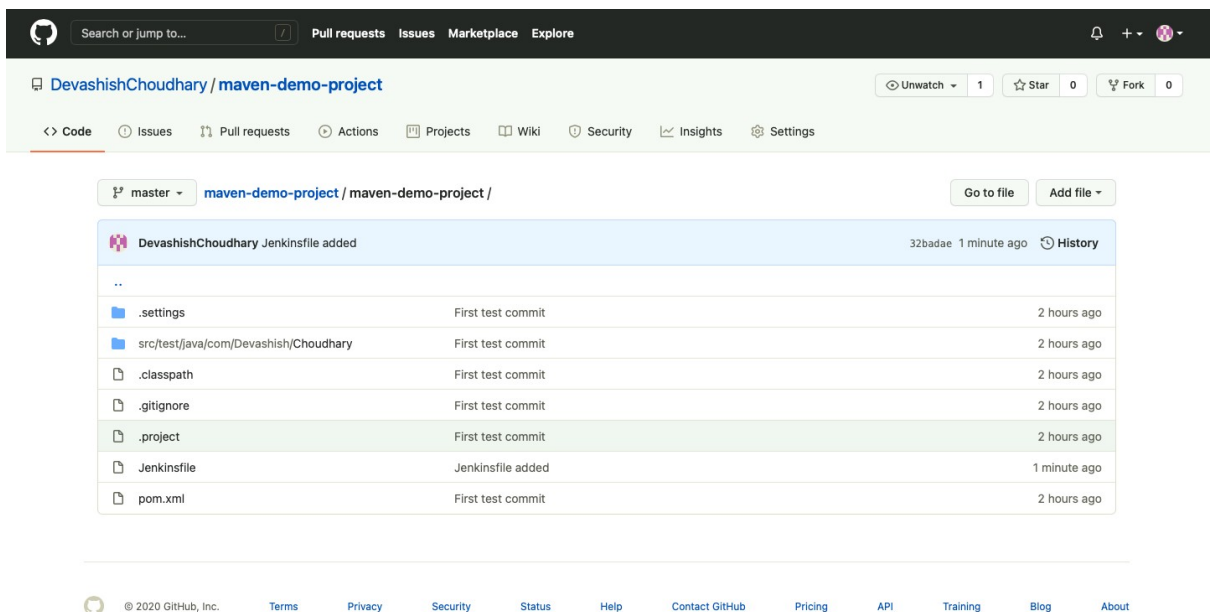 Search or jump to... / Pull requests Issues Marketplace Explore
DevashishChoudhary / maven-demo-project Unwatch 1 Star 0 Fork 0
<> Code Issues Pull requests Actions Projects Wiki Security Insights Settings
master maven-demo-project / maven-demo-project / Go to file Add file
DevashishChoudhary Jenkinsfile added 32badae 1 minute ago History
..
.settings First test commit 2 hours ago
src/test/java/com/Devashish/Choudhary First test commit 2 hours ago
.classpath First test commit 2 hours ago
.gitignore First test commit 2 hours ago
.project First test commit 2 hours ago
Jenkinsfile Jenkinsfile added 1 minute ago
pom.xml First test commit 2 hours ago
© 2020 GitHub, Inc. Terms Privacy Security Status Help Contact GitHub Pricing API Training Blog About